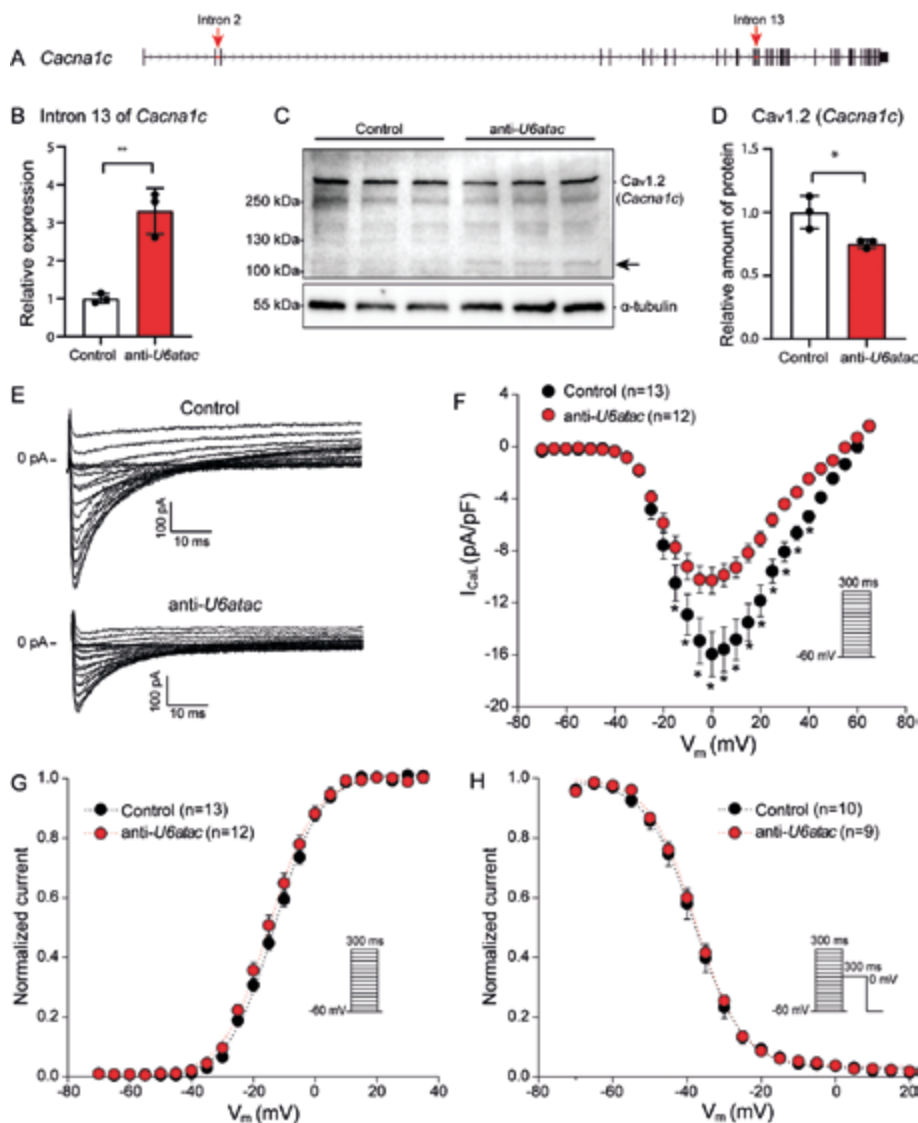 Intron 2
Intron 13
A Cacna1c
B Intron 13 of Cacna1c
**
Relative expression
5
4
3
2
1
0
Control
anti-U6atac
C
Control
anti-U6atac
250 kDa
130 kDa
100 kDa
55 kDa
Cav1.2
(Cacna1c)
α-tubulin
D Cav1.2 (Cacna1c)
*
Relative amount of protein
1.5
1.0
0.5
0.0
Control
anti-U6atac
E
Control
0 pA
100 pA
10 ms
anti-U6atac
0 pA
100 pA
10 ms
F
Control (n=13)
anti-U6atac (n=12)
ICaL (pA/pF)
4
0
-4
-8
-12
-16
-20
* * * * * * * * * * * *
300 ms
-60 mV
-80 -60 -40 -20 0 20 40 60 80
Vm (mV)
G
Control (n=13)
anti-U6atac (n=12)
Normalized current
1.0
0.8
0.6
0.4
0.2
0.0
300 ms
-60 mV
-80 -40 0 40
Vm (mV)
H
Control (n=10)
anti-U6atac (n=9)
Normalized current
1.0
0.8
0.6
0.4
0.2
0.0
300 ms
300 ms
0 mV
-60 mV
-80 -60 -40 -20 0 20
Vm (mV)